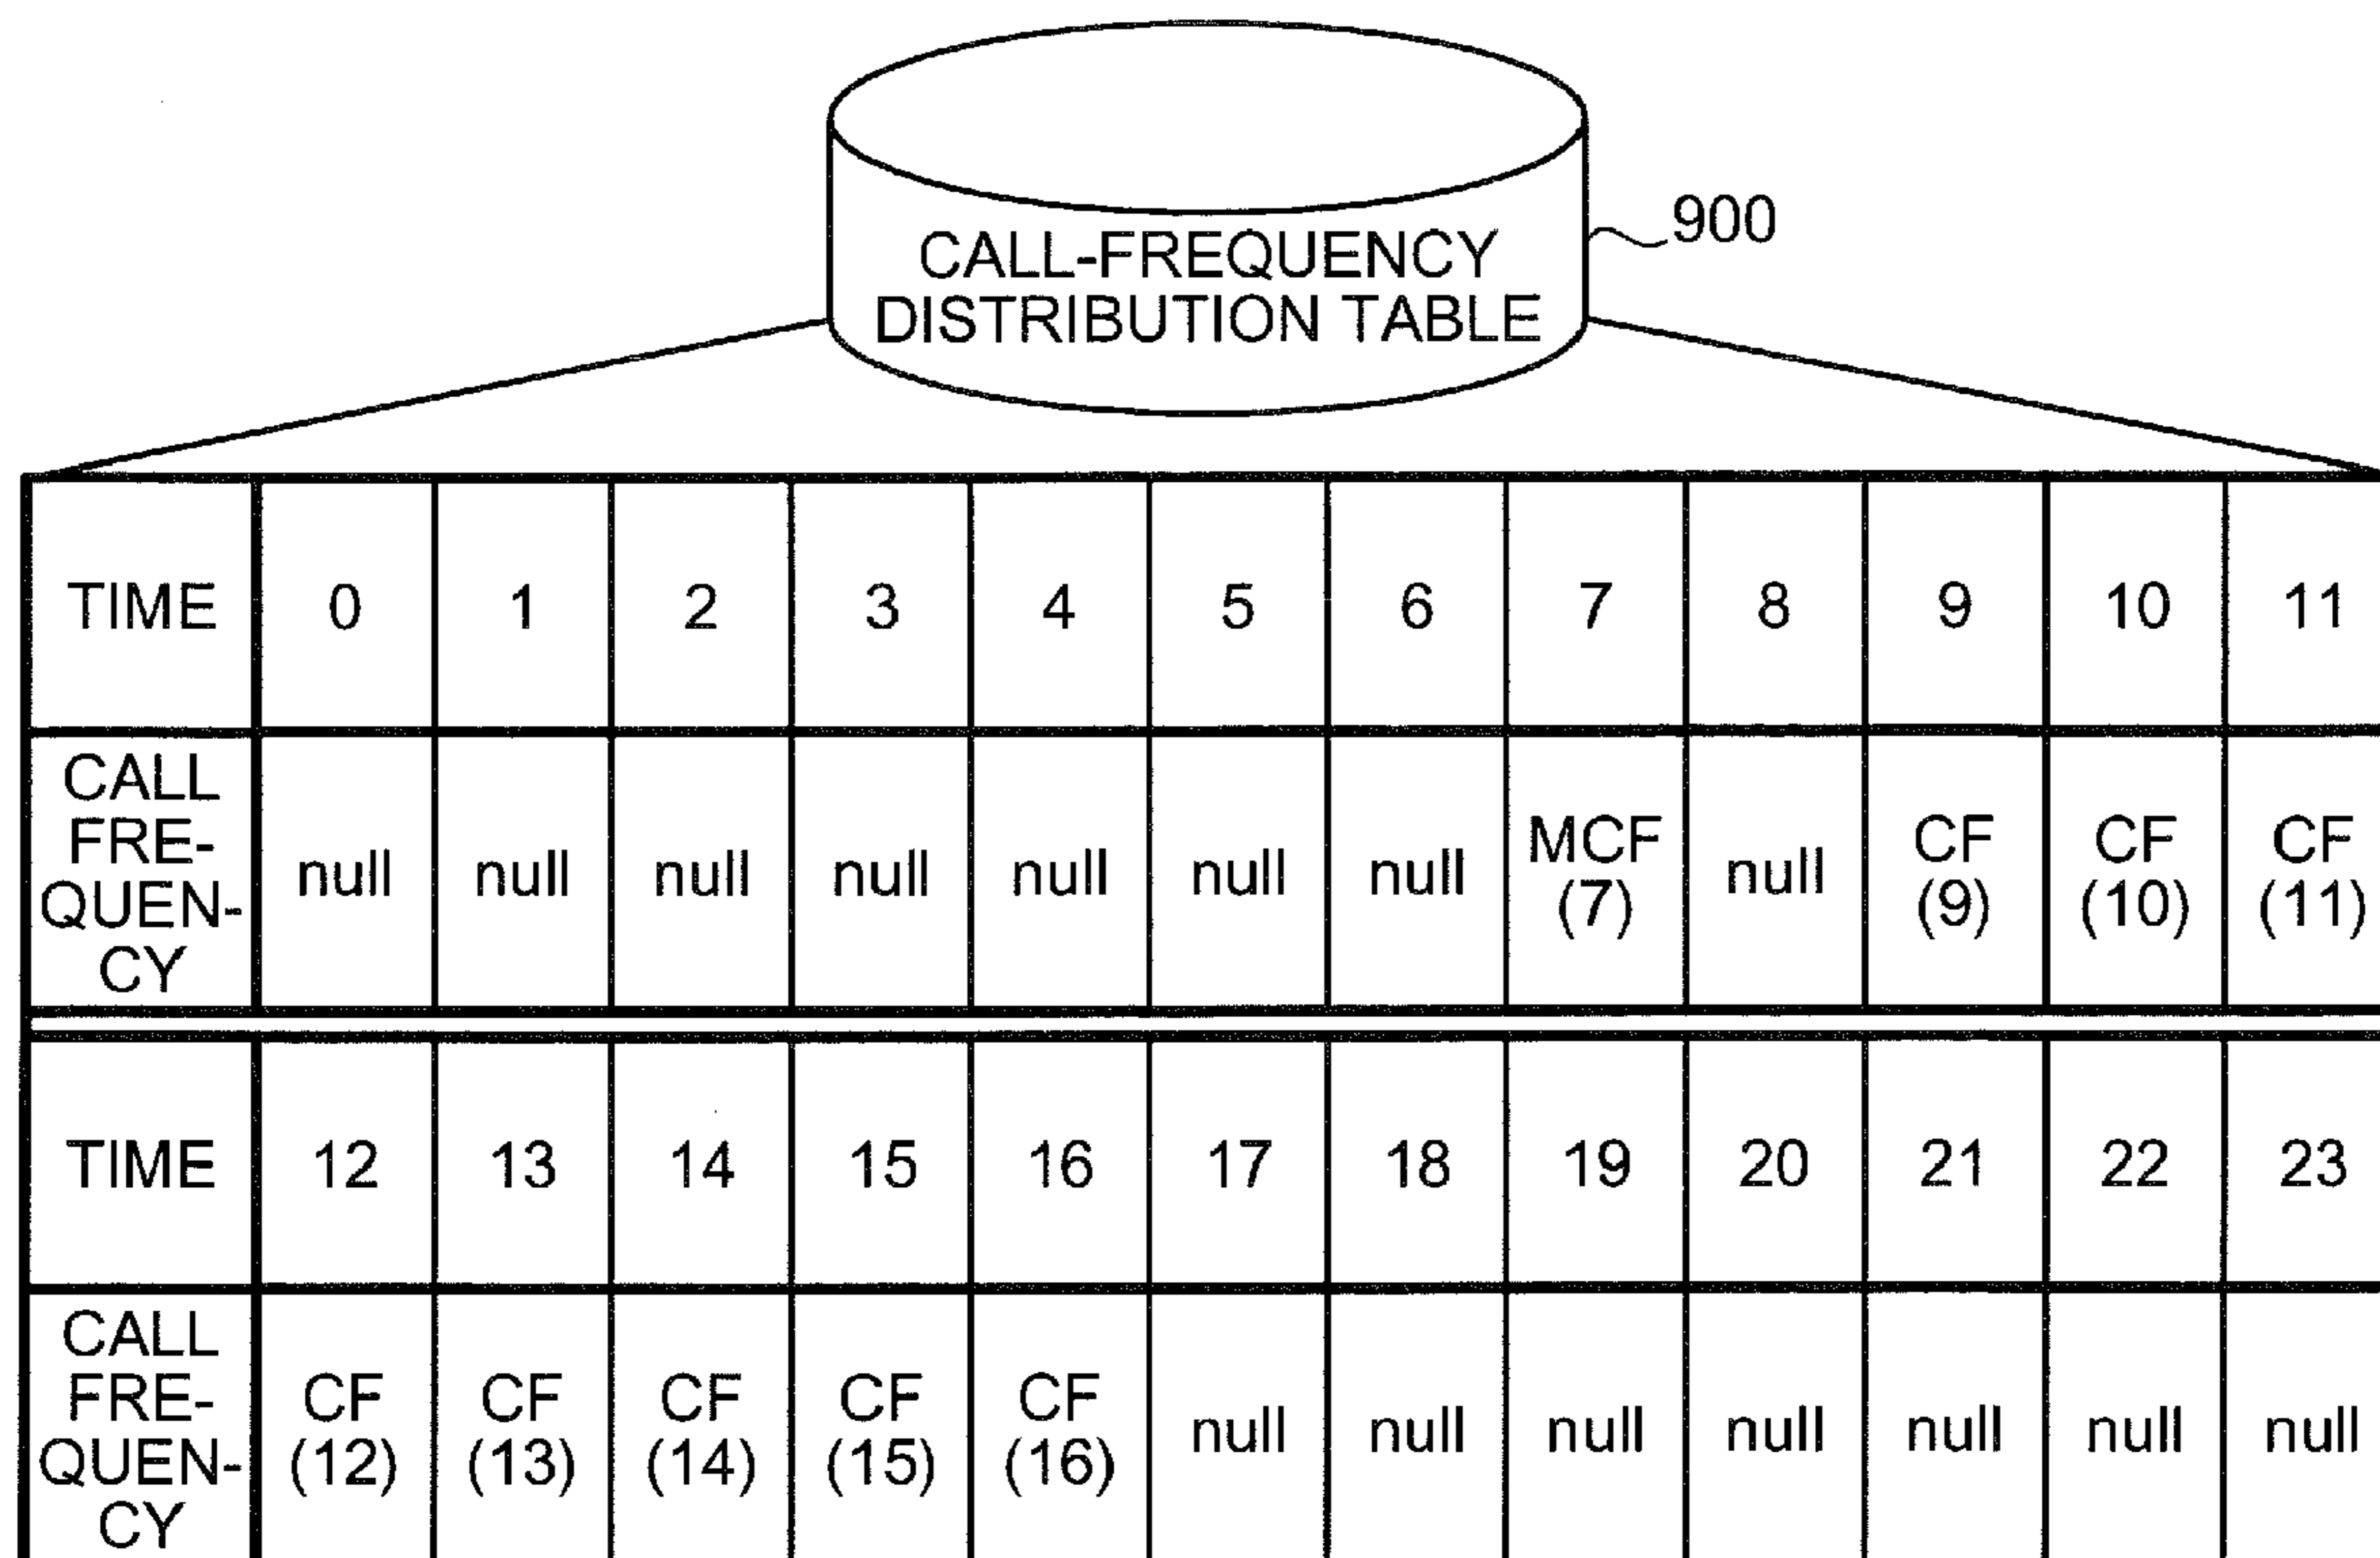 CALL-FREQUENCY
DISTRIBUTION TABLE
900
TIME 0 1 2 3 4 5 6 7 8 9 10 11
CALL
FRE-
QUEN-
CY
null null null null null null null MCF (7) null CF (9) CF (10) CF (11)
TIME 12 13 14 15 16 17 18 19 20 21 22 23
CALL
FRE-
QUEN-
CY
CF (12) CF (13) CF (14) CF (15) CF (16) null null null null null null null